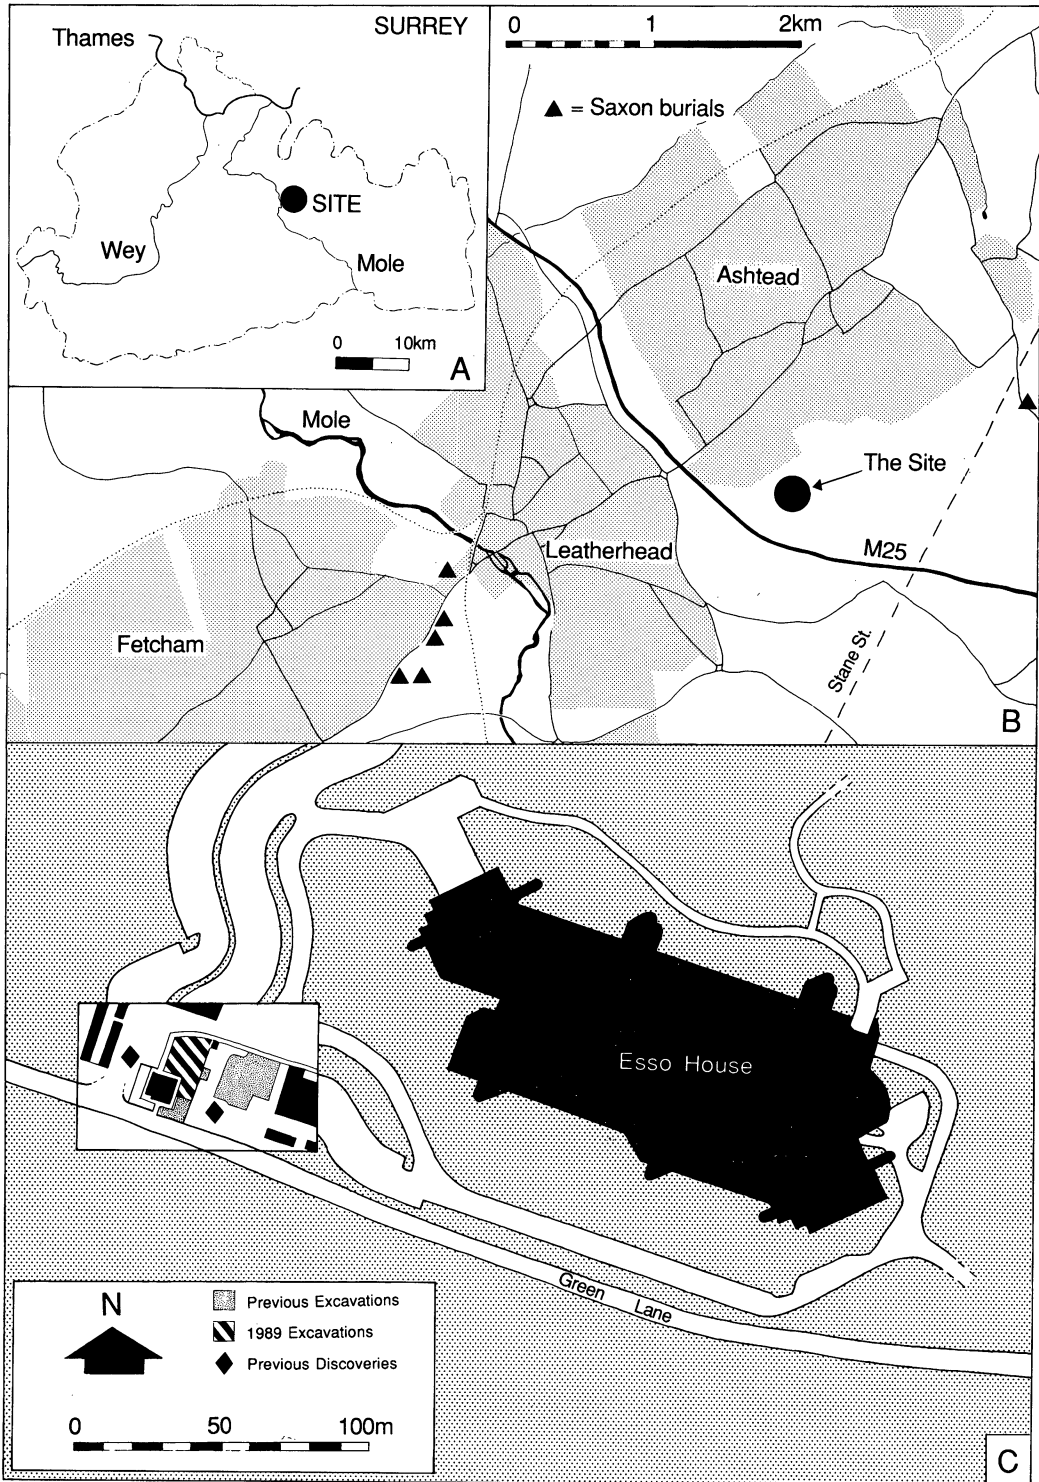 SURREY
Thames
SITE
Wey
Mole
0 10km
A
0 1 2km
▲ = Saxon burials
Ashtead
Mole
The Site
Leatherhead
M25
Fetcham
Stane St.
B
Esso House
Green Lane
N
Previous Excavations
1989 Excavations
Previous Discoveries
0 50 100m
C